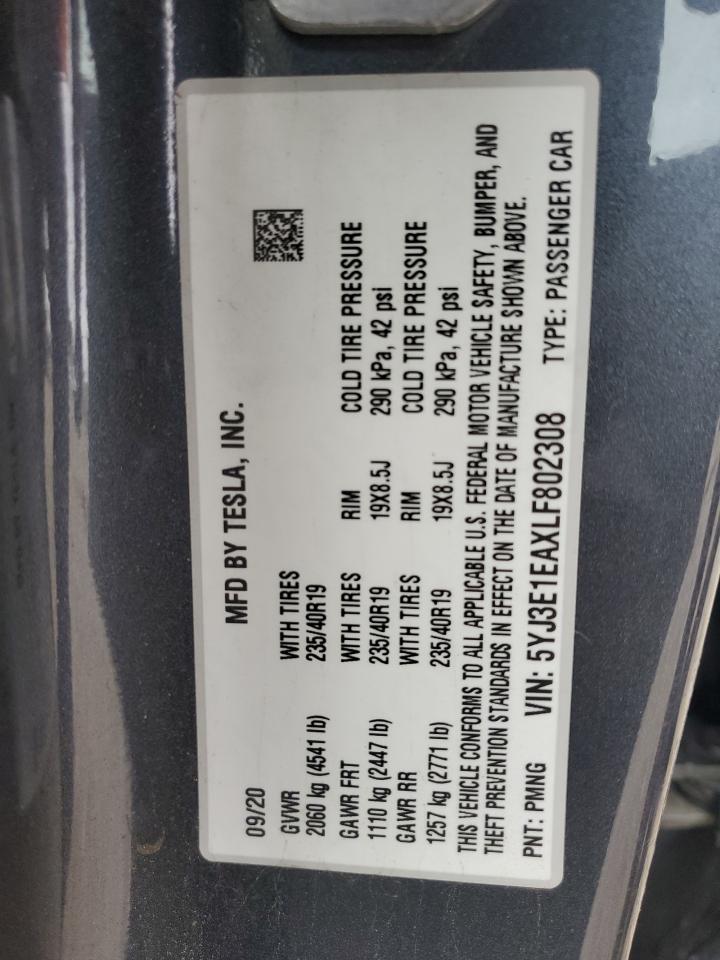 MFD BY TESLA, INC.
09/20
GVWR WITH TIRES
2060 kg (4541 lb) 235/40R19
GAWR FRT WITH TIRES RIM COLD TIRE PRESSURE
1110 kg (2447 lb) 235/40R19 19X8.5J 290 kPa, 42 psi
GAWR RR WITH TIRES RIM COLD TIRE PRESSURE
1257 kg (2771 lb) 235/40R19 19X8.5J 290 kPa, 42 psi
THIS VEHICLE CONFORMS TO ALL APPLICABLE U.S. FEDERAL MOTOR VEHICLE SAFETY, BUMPER, AND
THEFT PREVENTION STANDARDS IN EFFECT ON THE DATE OF MANUFACTURE SHOWN ABOVE.
PNT: PMNG VIN: 5YJ3E1EAXLF802308 TYPE: PASSENGER CAR